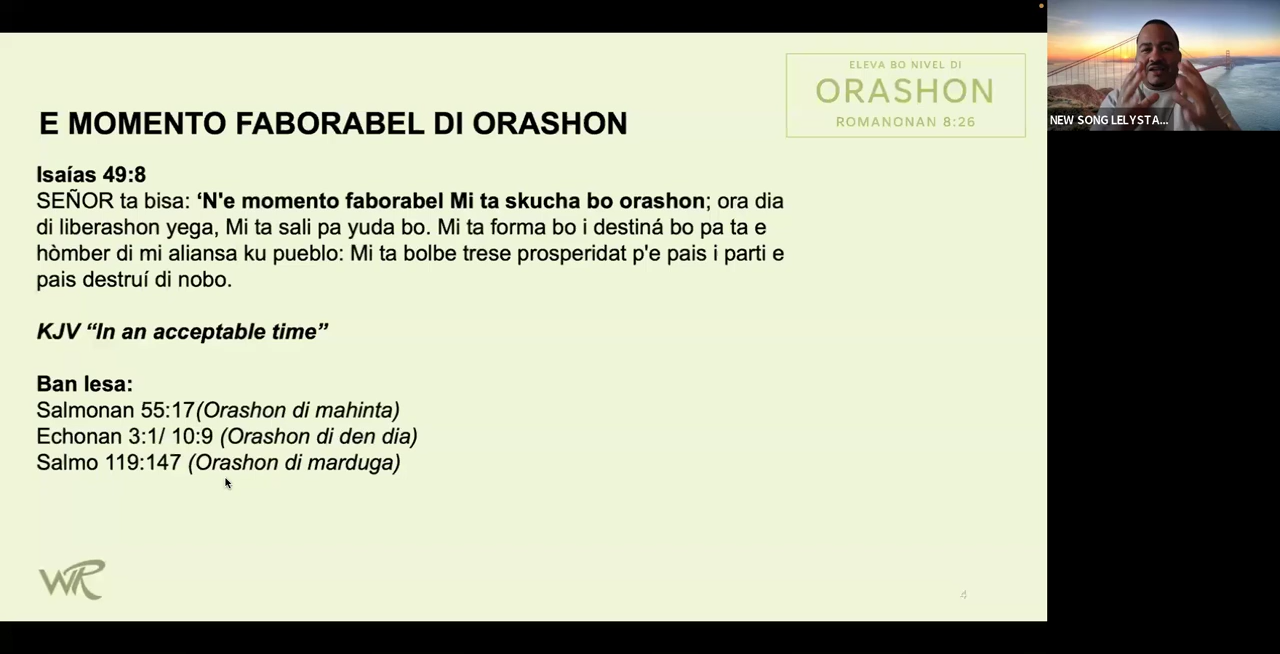 ELEVA BO NIVEL DI
ORASHON
ROMANONAN 8:26
E MOMENTO FABORABEL DI ORASHON
Isaías 49:8
SEÑOR ta bisa: ‘N'e momento faborabel Mi ta skucha bo orashon; ora dia
di liberashon yega, Mi ta sali pa yuda bo. Mi ta forma bo i destiná bo pa ta e
hòmber di mi aliansa ku pueblo: Mi ta bolbe trese prosperidat p'e pais i parti e
pais destruí di nobo.
KJV “In an acceptable time”
Ban lesa:
Salmonan 55:17(Orashon di mahinta)
Echonan 3:1/ 10:9 (Orashon di den dia)
Salmo 119:147 (Orashon di marduga)
WR
4
NEW SONG LELYSTA...